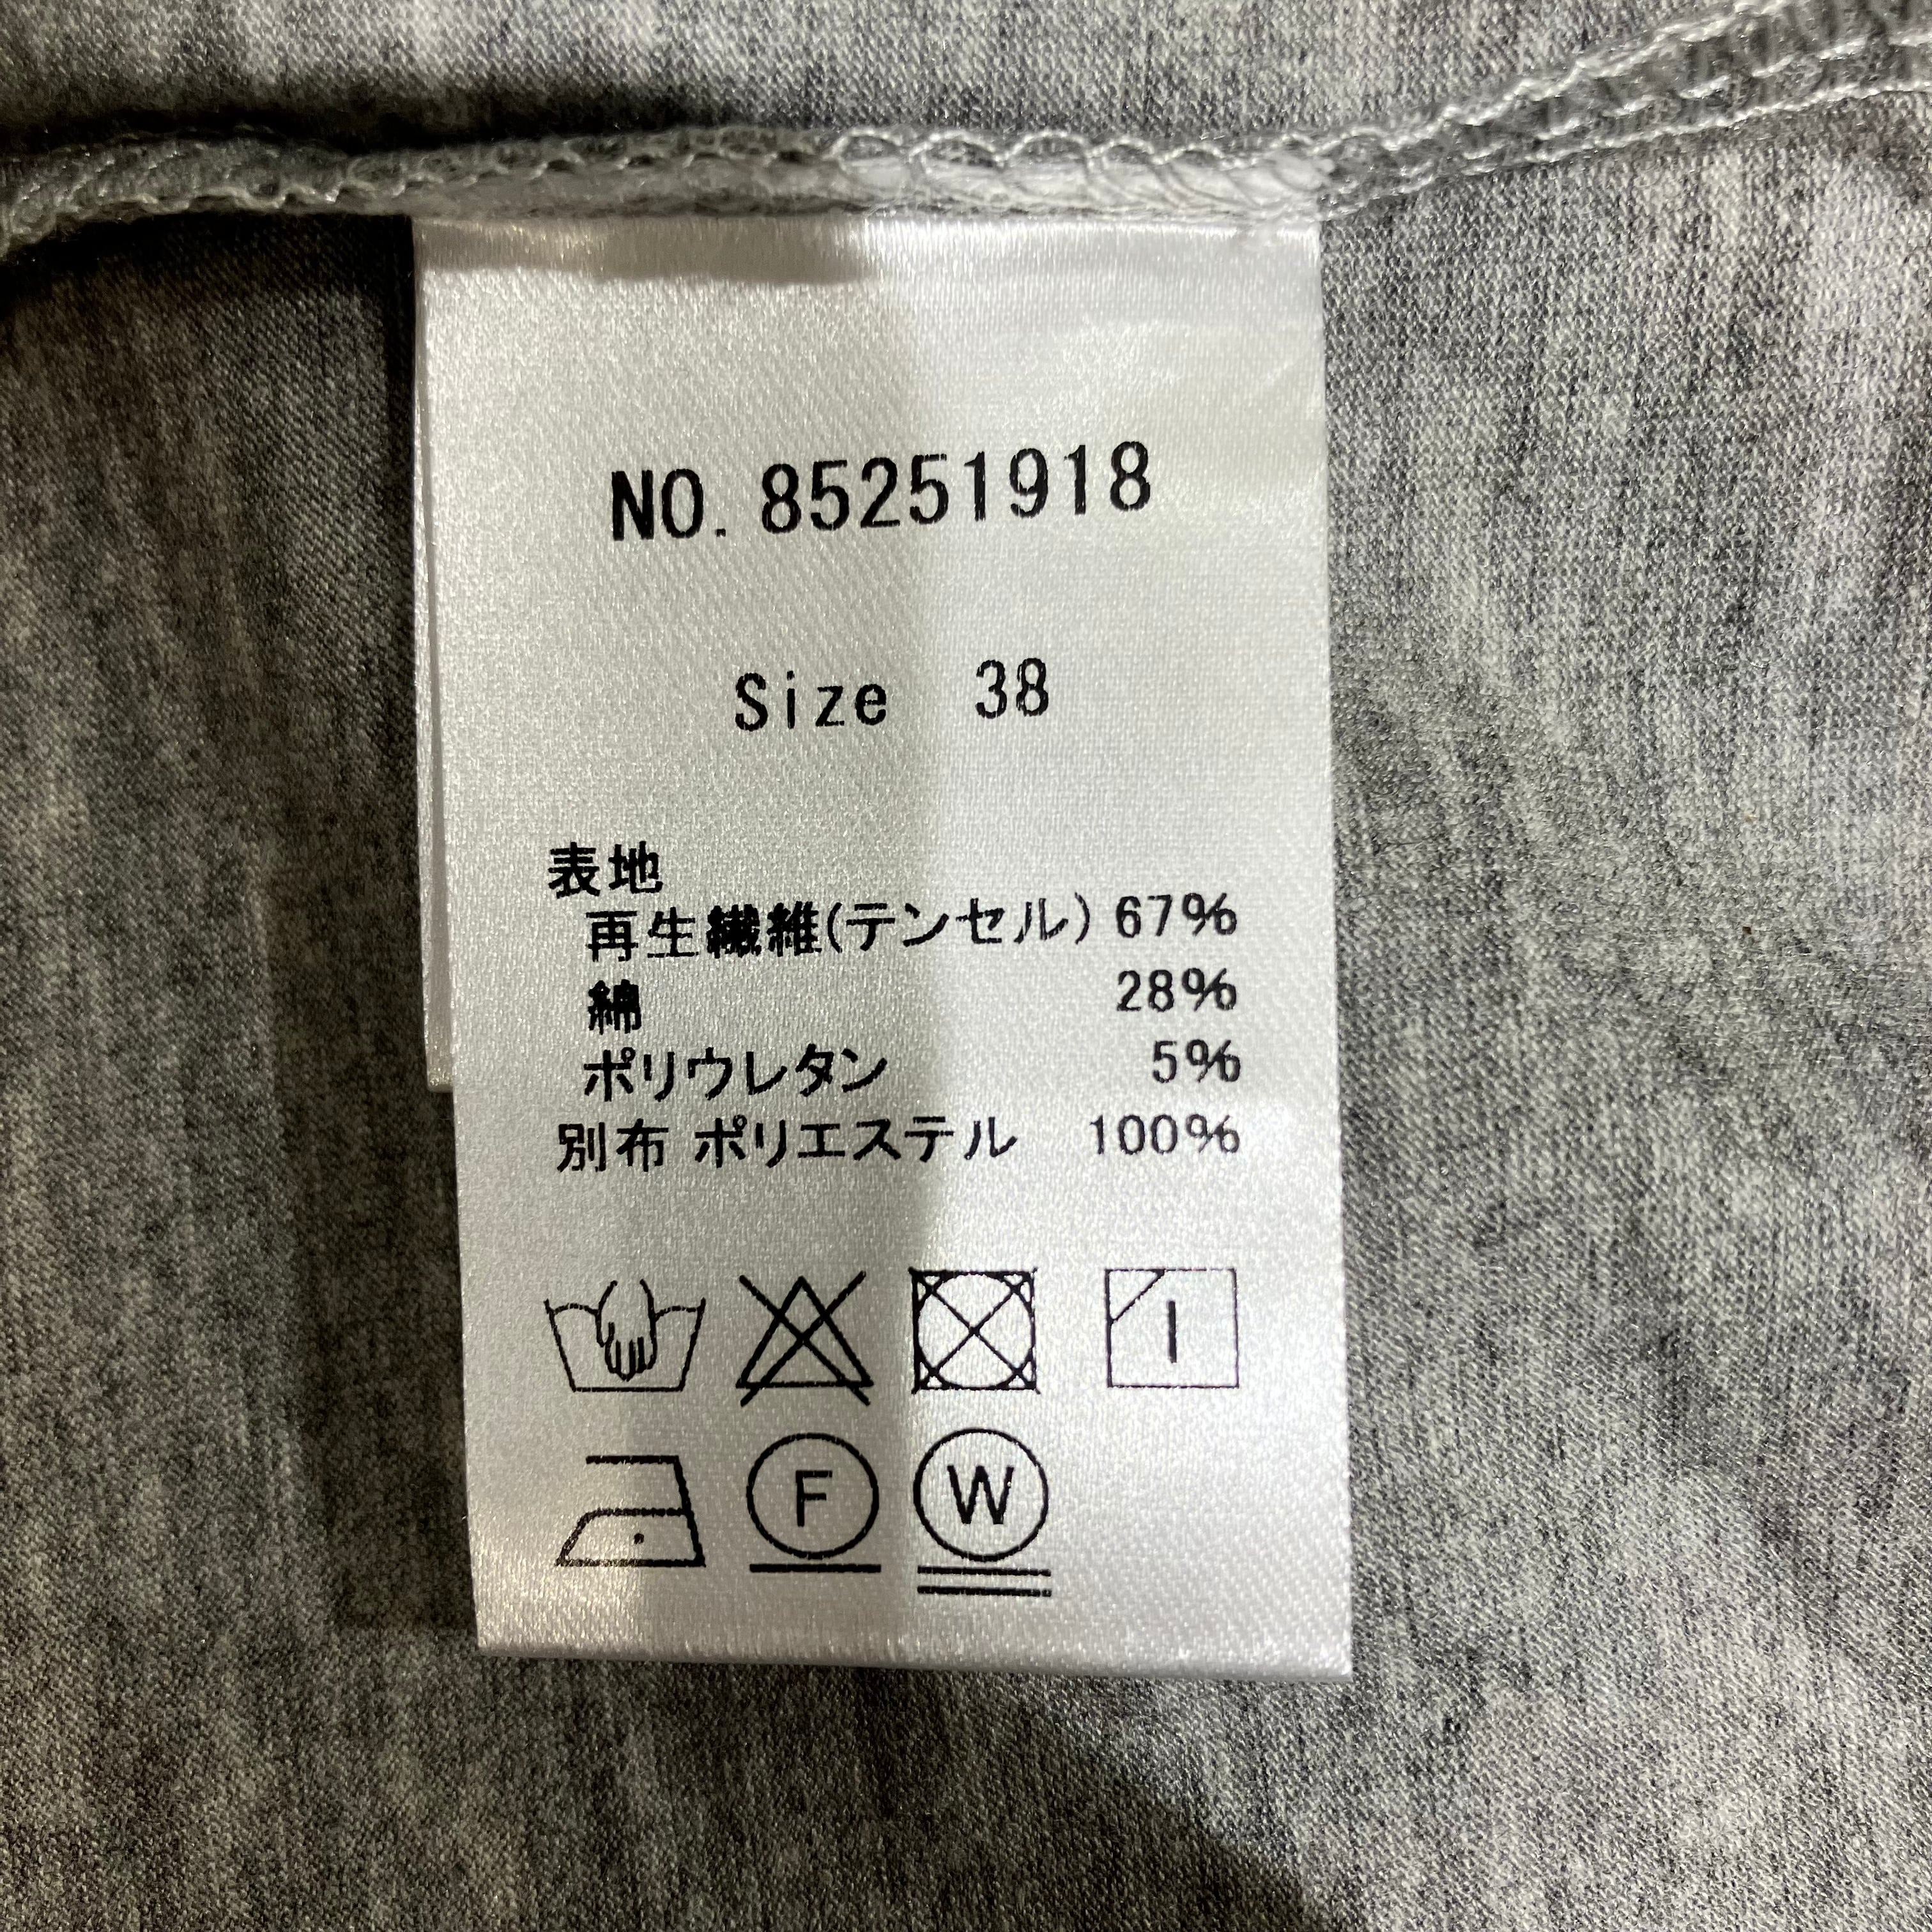 NO. 85251918
Size 38
表地
再生繊維(テンセル) 67%
綿 28%
ポリウレタン 5%
別布 ポリエステル 100%
F W